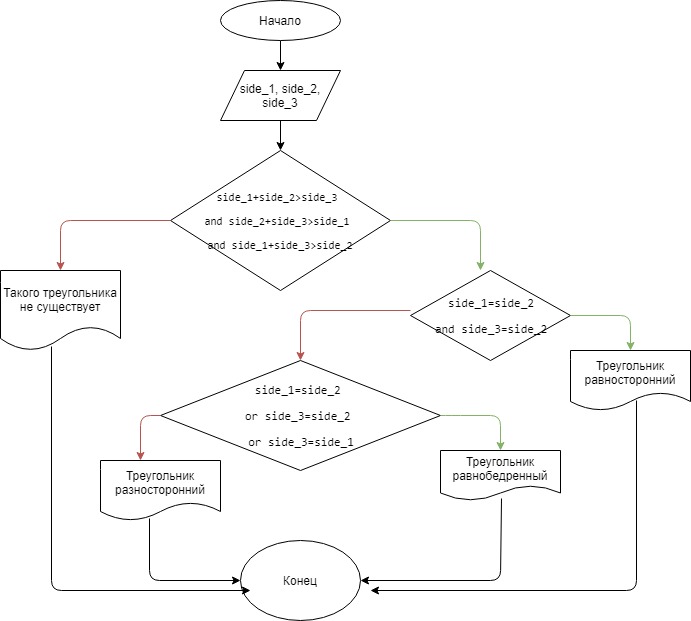 Начало
side_1, side_2,
side_3
side_1+side_2>side_3
and side_2+side_3>side_1
and side_1+side_3>side_2
Такого треугольника
не существует
side_1=side_2
and side_3=side_2
Треугольник
равносторонний
side_1=side_2
or side_3=side_2
or side_3=side_1
Треугольник
разносторонний
Треугольник
равнобедренный
Конец